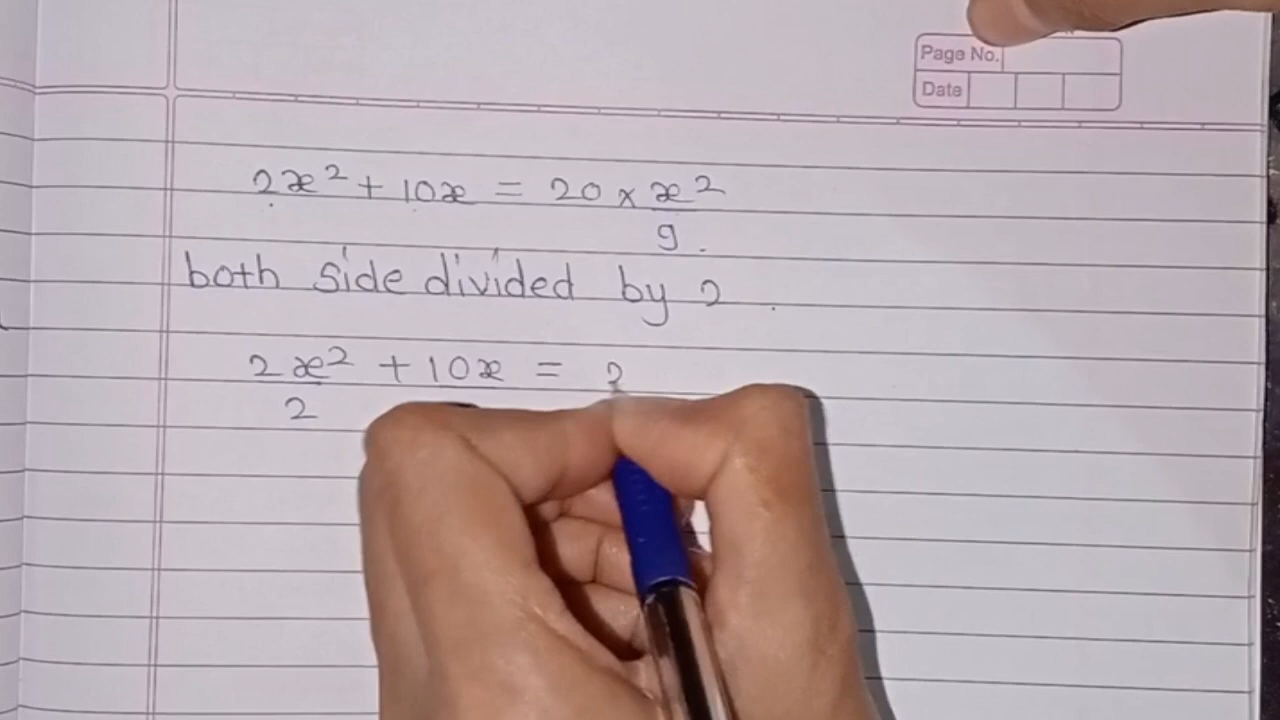 Page No.
Date
2x² + 10x = 20 × x²
9.
both side divided by 2.
2x² + 10x = 2
2